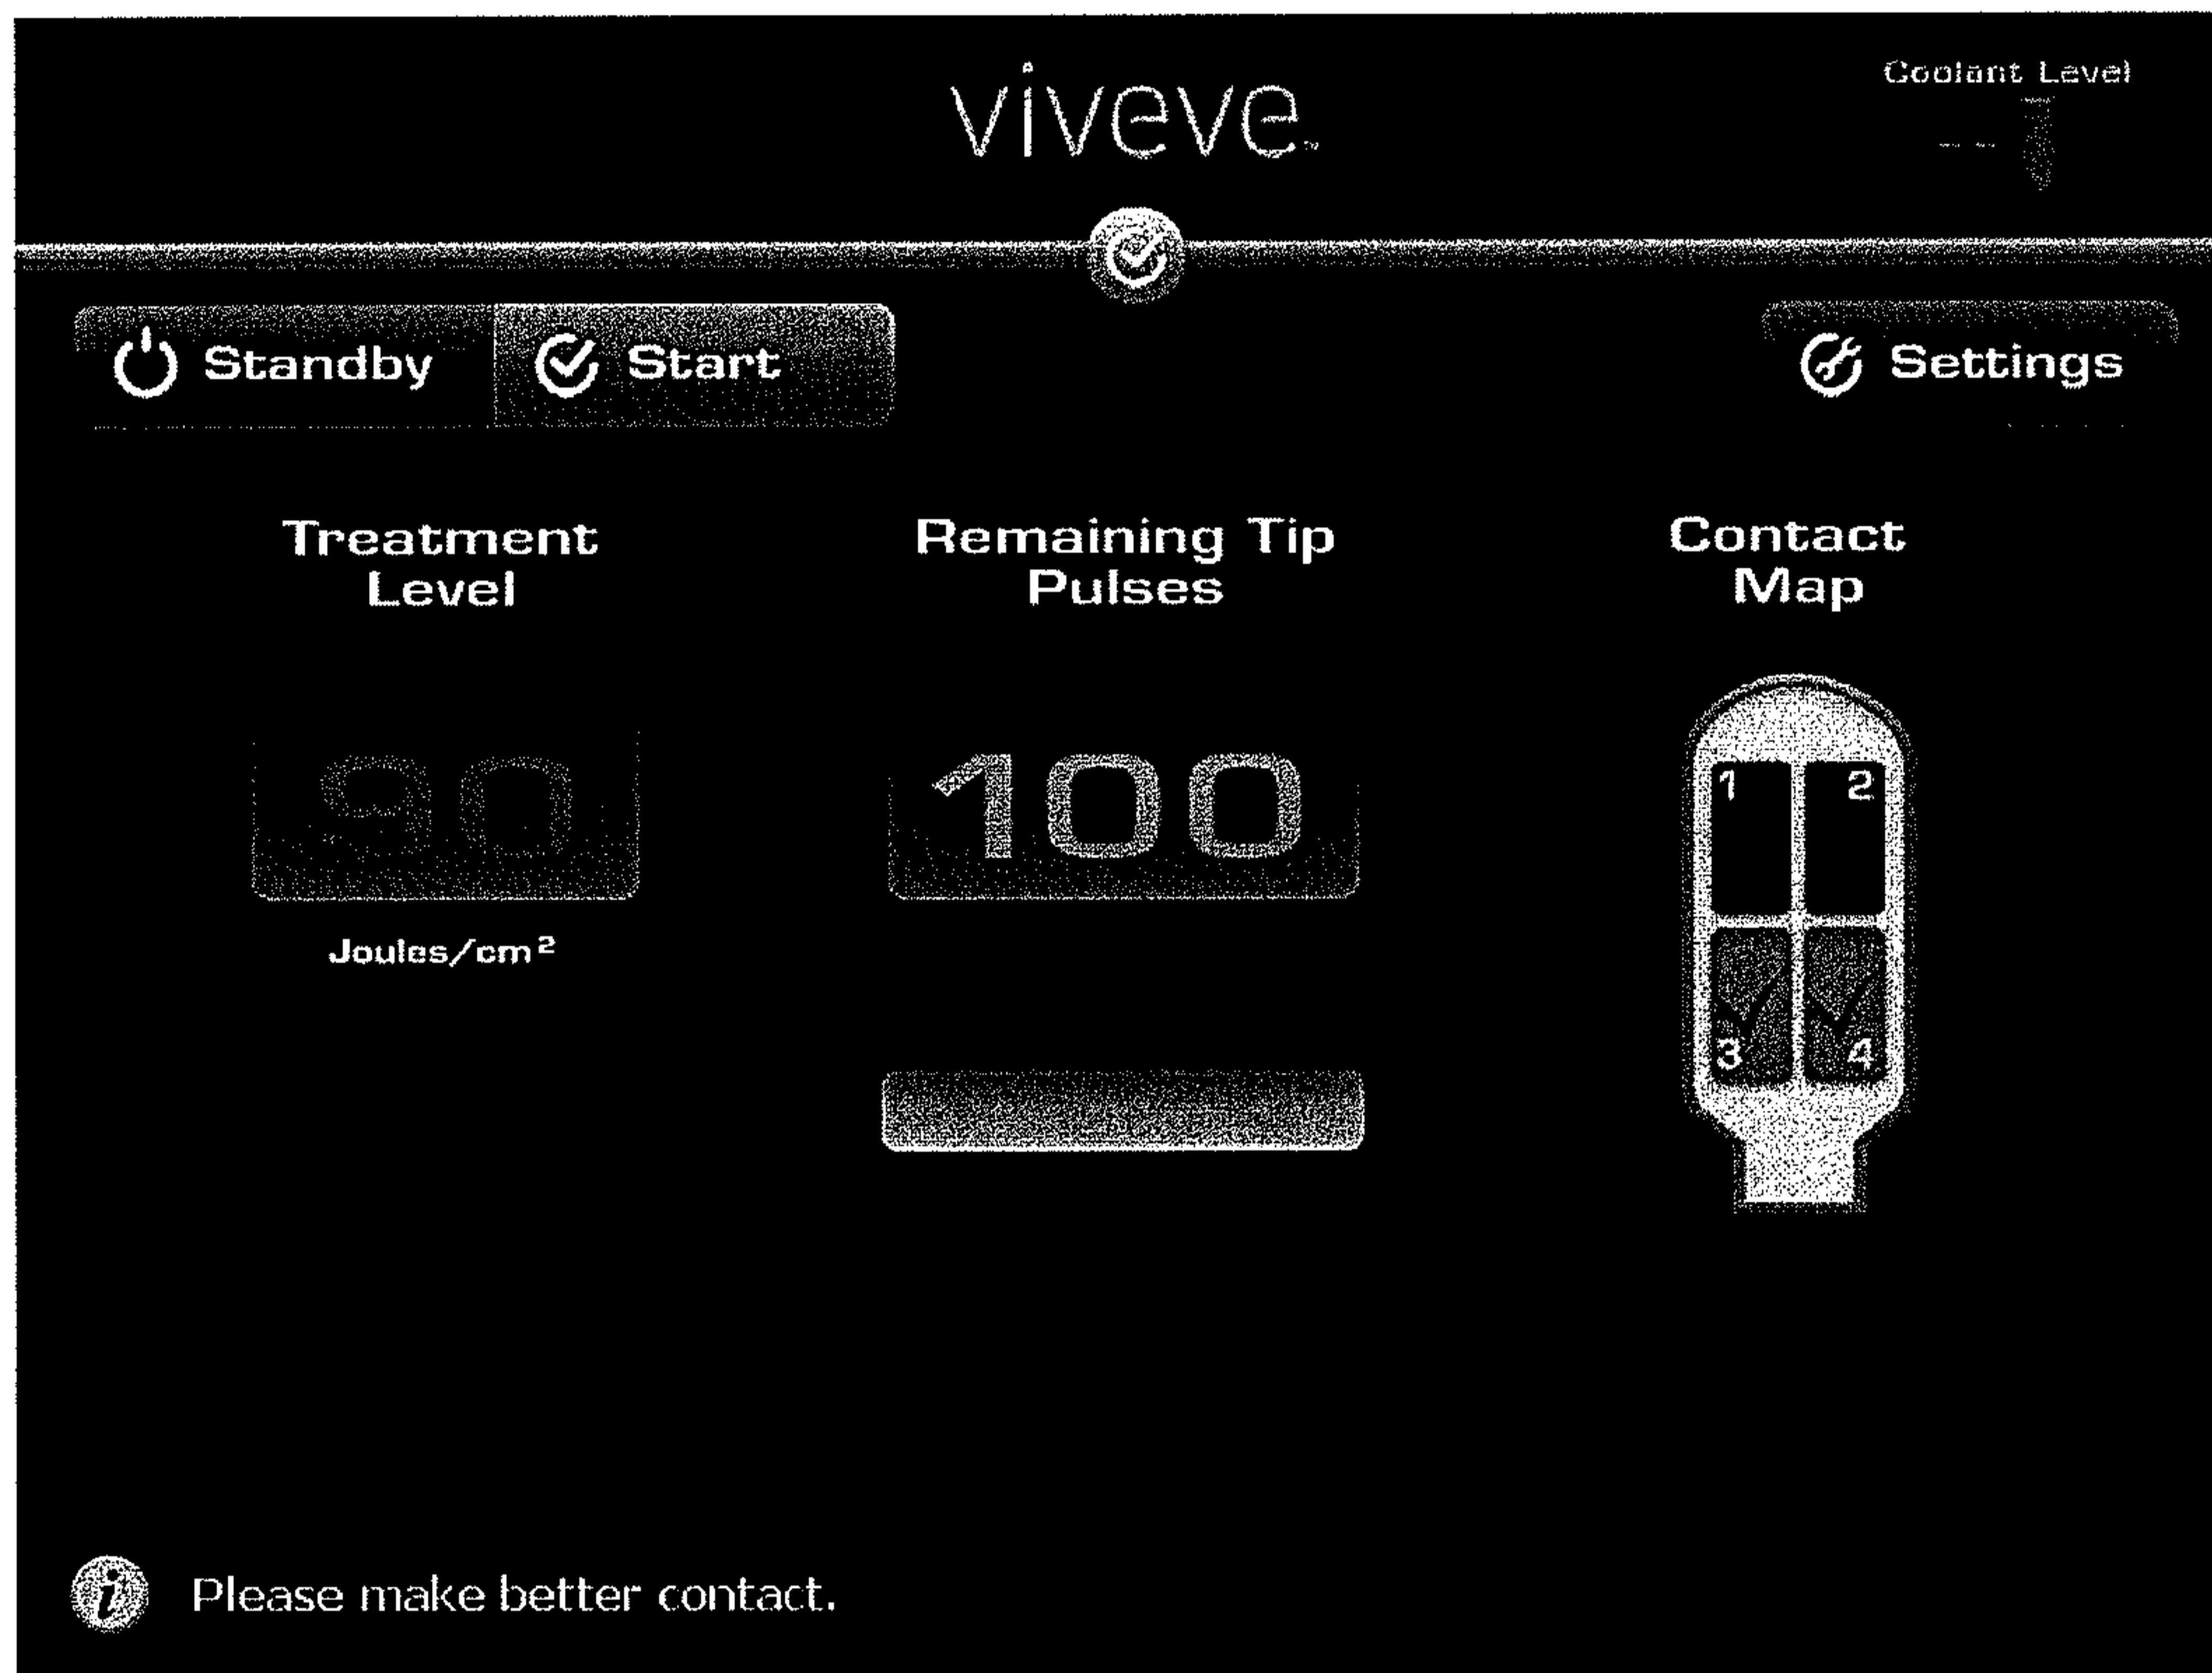 viveve™
Coolant Level
--
Standby
Start
Settings
Treatment
Level
Remaining Tip
Pulses
Contact
Map
90
100
1
2
Joules/cm²
3
4
Please make better contact.